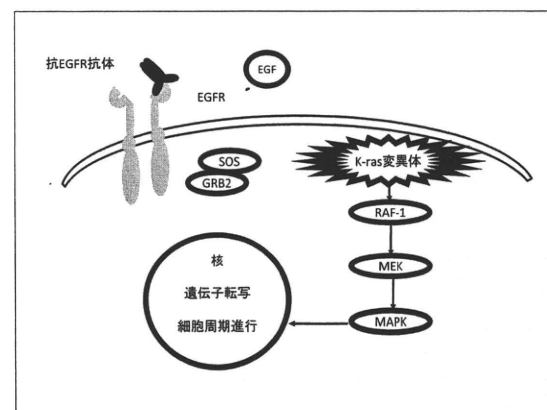 抗EGFR抗体
EGF
EGFR
SOS
GRB2
K-ras変異体
RAF-1
MEK
MAPK
核
遺伝子転写
細胞周期進行